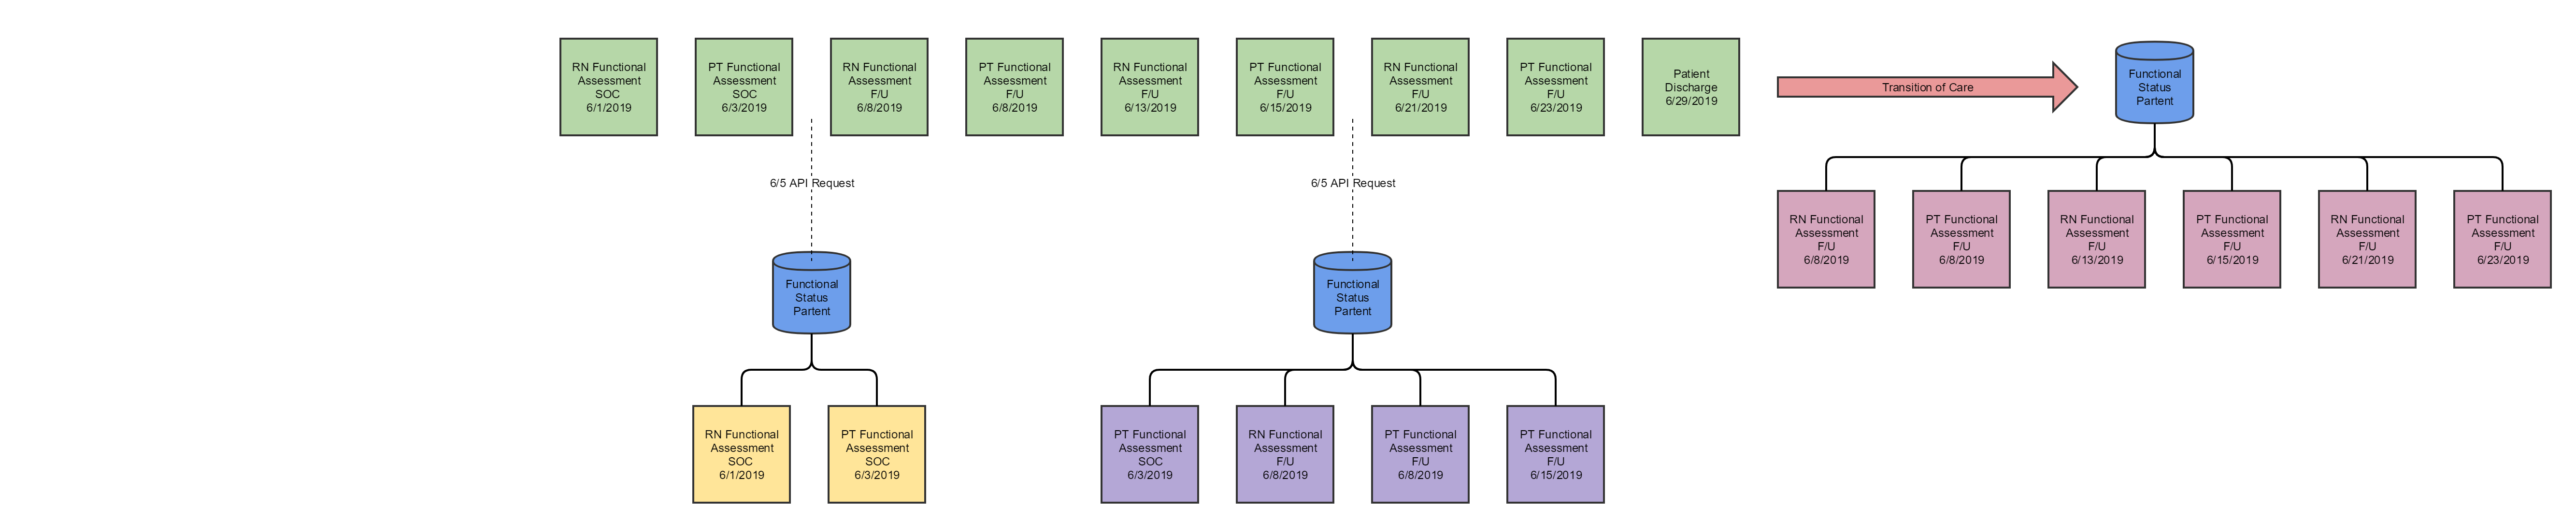 RN Functional
Assessment
SOC
6/1/2019
PT Functional
Assessment
SOC
6/3/2019
RN Functional
Assessment
F/U
6/8/2019
PT Functional
Assessment
F/U
6/8/2019
RN Functional
Assessment
F/U
6/13/2019
PT Functional
Assessment
F/U
6/15/2019
RN Functional
Assessment
F/U
6/21/2019
PT Functional
Assessment
F/U
6/23/2019
Patient
Discharge
6/29/2019
Transition of Care
Functional
Status
Partent
6/5 API Request
6/5 API Request
RN Functional
Assessment
F/U
6/8/2019
PT Functional
Assessment
F/U
6/8/2019
RN Functional
Assessment
F/U
6/13/2019
PT Functional
Assessment
F/U
6/15/2019
RN Functional
Assessment
F/U
6/21/2019
PT Functional
Assessment
F/U
6/23/2019
Functional
Status
Partent
Functional
Status
Partent
RN Functional
Assessment
SOC
6/1/2019
PT Functional
Assessment
SOC
6/3/2019
PT Functional
Assessment
SOC
6/3/2019
RN Functional
Assessment
F/U
6/8/2019
PT Functional
Assessment
F/U
6/8/2019
PT Functional
Assessment
F/U
6/15/2019